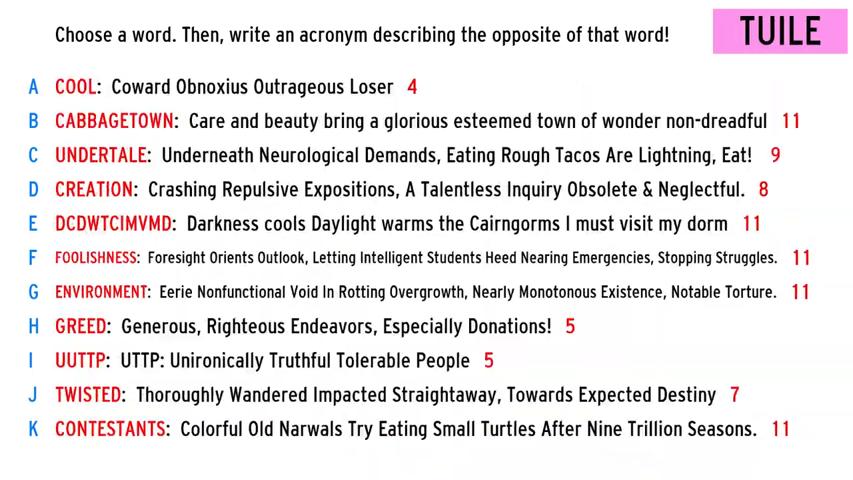 Choose a word. Then, write an acronym describing the opposite of that word!
TUILE
A COOL: Coward Obnoxius Outrageous Loser 4
B CABBAGETOWN: Care and beauty bring a glorious esteemed town of wonder non-dreadful 11
C UNDERTALE: Underneath Neurological Demands, Eating Rough Tacos Are Lightning, Eat! 9
D CREATION: Crashing Repulsive Expositions, A Talentless Inquiry Obsolete & Neglectful. 8
E DCDWTCIMVMD: Darkness cools Daylight warms the Cairngorms I must visit my dorm 11
F FOOLISHNESS: Foresight Orients Outlook, Letting Intelligent Students Heed Nearing Emergencies, Stopping Struggles. 11
G ENVIRONMENT: Eerie Nonfunctional Void In Rotting Overgrowth, Nearly Monotonous Existence, Notable Torture. 11
H GREED: Generous, Righteous Endeavors, Especially Donations! 5
I UUTTP: UTTP: Unironically Truthful Tolerable People 5
J TWISTED: Thoroughly Wandered Impacted Straightaway, Towards Expected Destiny 7
K CONTESTANTS: Colorful Old Narwals Try Eating Small Turtles After Nine Trillion Seasons. 11